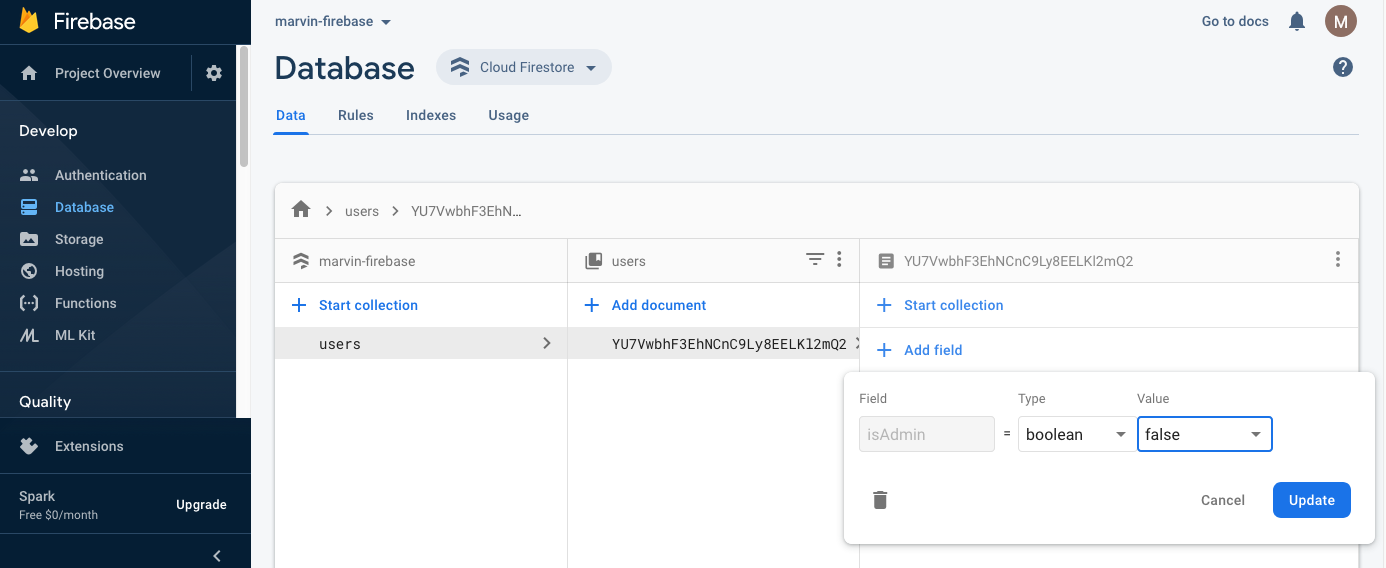 Firebase
Project Overview
Develop
Authentication
Database
Storage
Hosting
Functions
ML Kit
Quality
Extensions
Spark
Free $0/month
Upgrade
marvin-firebase
Go to docs
M
Database
Cloud Firestore
?
Data Rules Indexes Usage
users
YU7VwbhF3EhN...
marvin-firebase
Start collection
users
users
Add document
YU7VwbhF3EhNCnC9Ly8EELKl2mQ2
YU7VwbhF3EhNCnC9Ly8EELKl2mQ2
Start collection
Add field
Field Type Value
isAdmin = boolean false
Cancel Update